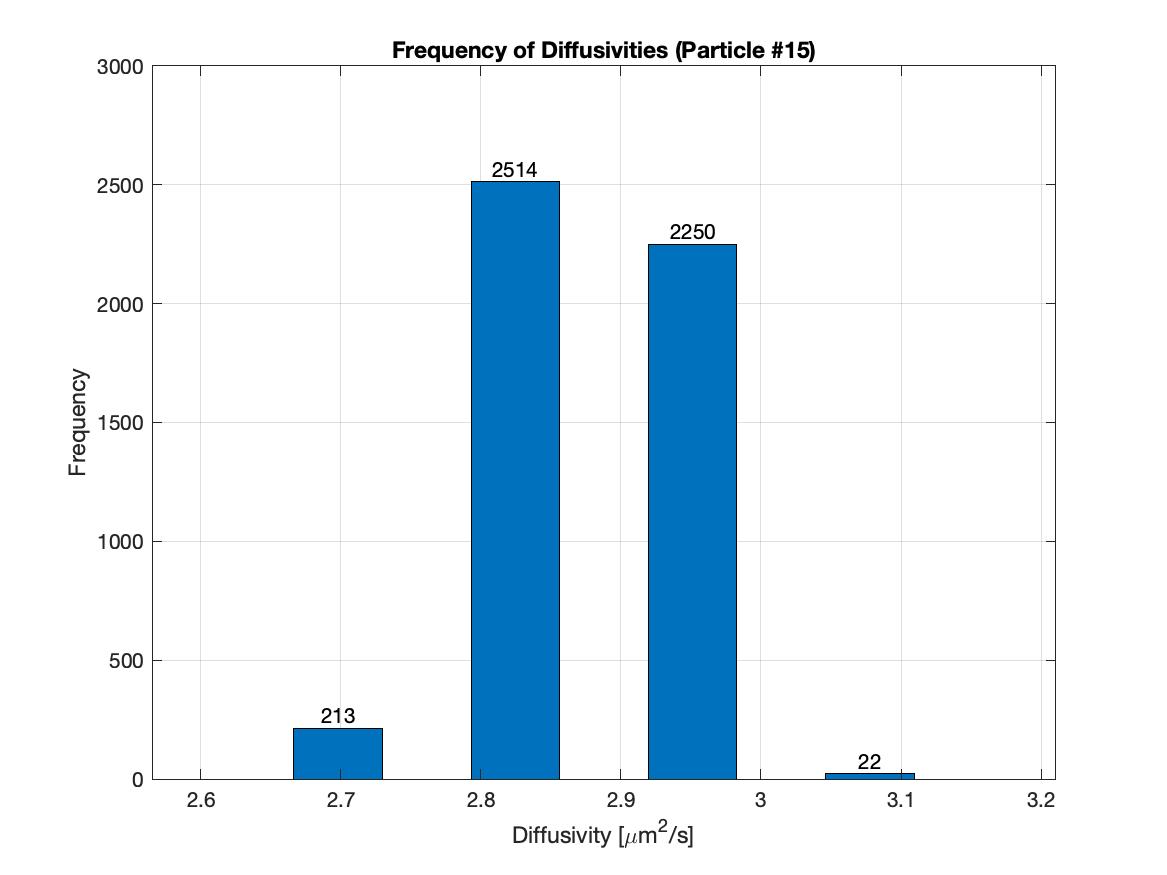 Frequency of Diffusivities (Particle #15)
3000
2500
2000
1500
1000
500
0
Frequency
213
2514
2250
22
2.6 2.7 2.8 2.9 3 3.1 3.2
Diffusivity [μm²/s]